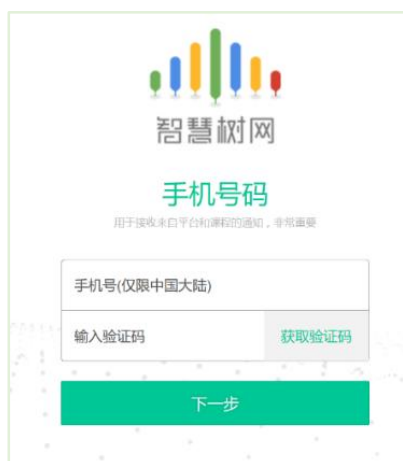 智慧树网
手机号码
用于接收来自平台和课程的通知，非常重要
手机号(仅限中国大陆)
输入验证码 获取验证码
下一步